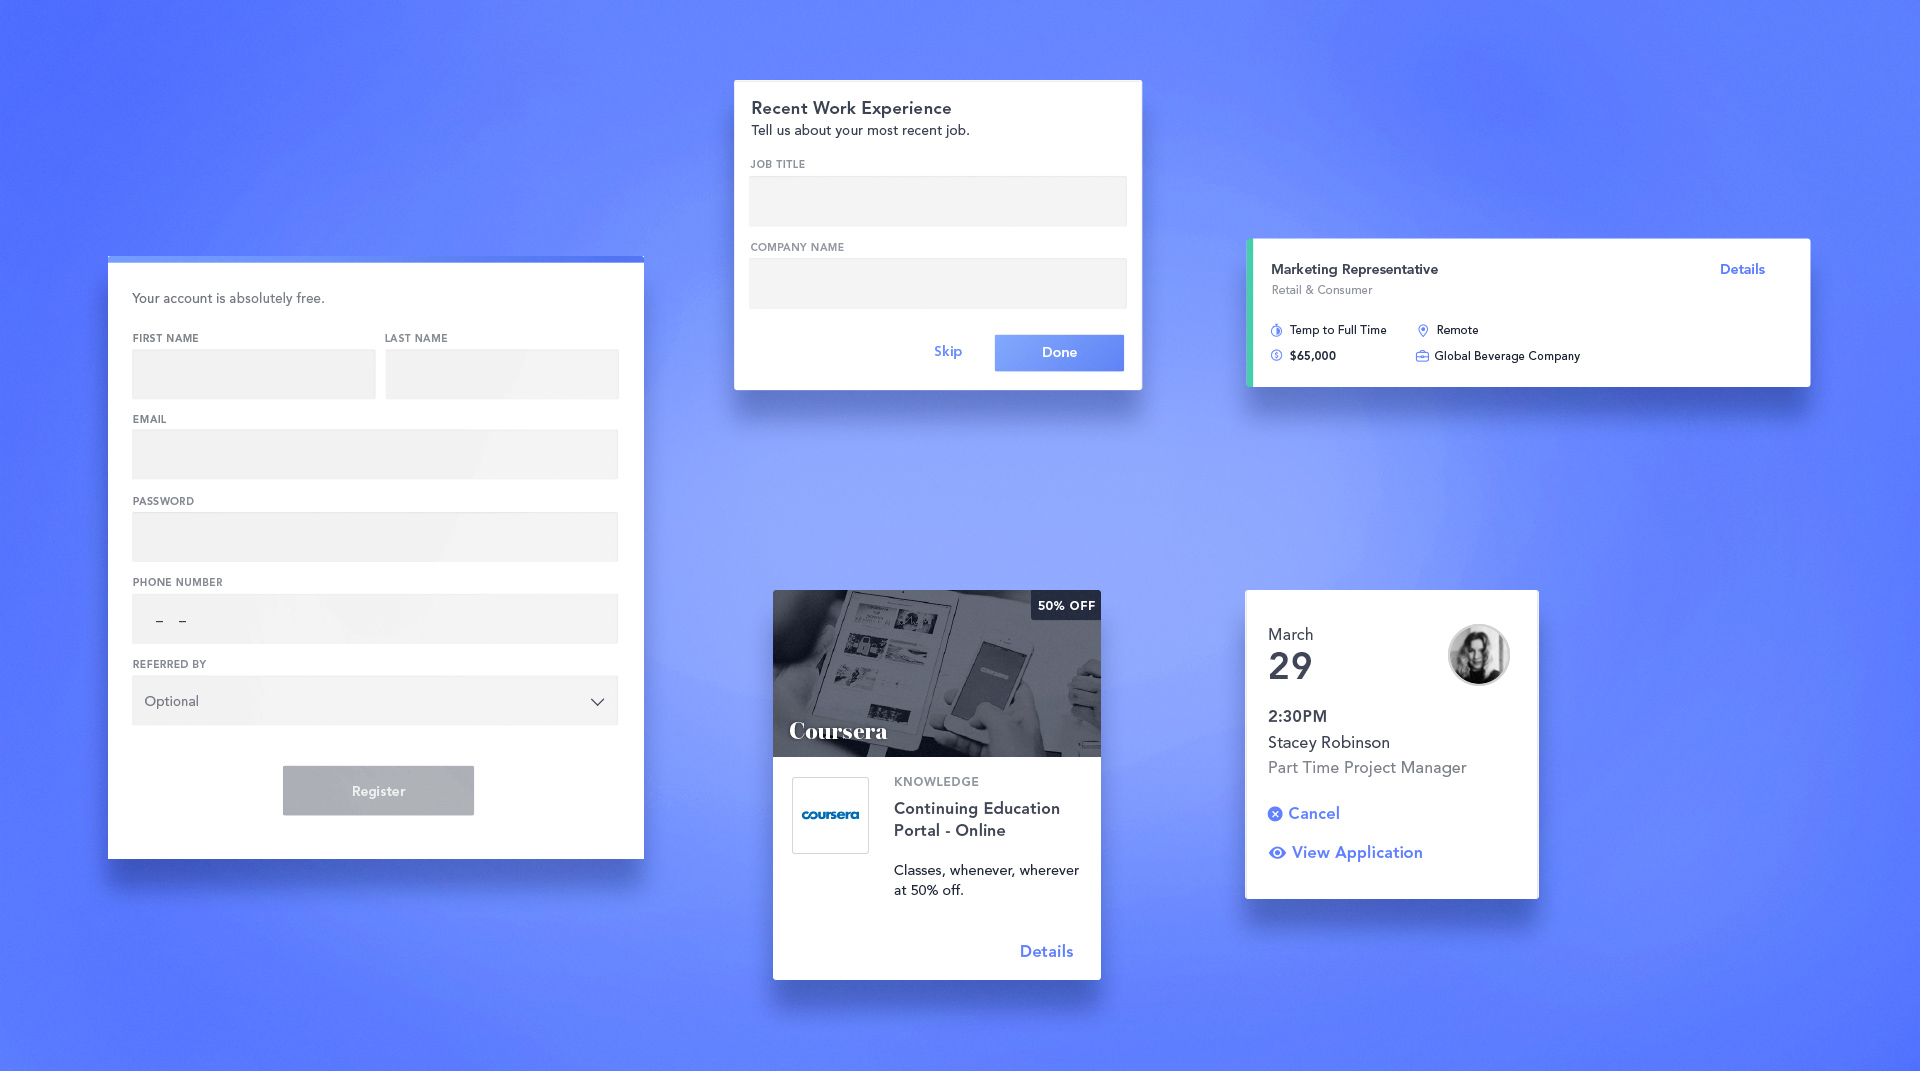 Your account is absolutely free.
FIRST NAME
LAST NAME
EMAIL
PASSWORD
PHONE NUMBER
– –
REFERRED BY
Optional
Register
Recent Work Experience
Tell us about your most recent job.
JOB TITLE
COMPANY NAME
Skip
Done
50% OFF
Coursera
coursera
KNOWLEDGE
Continuing Education
Portal - Online
Classes, whenever, wherever
at 50% off.
Details
Marketing Representative
Details
Retail & Consumer
Temp to Full Time
Remote
$65,000
Global Beverage Company
March
29
2:30PM
Stacey Robinson
Part Time Project Manager
Cancel
View Application